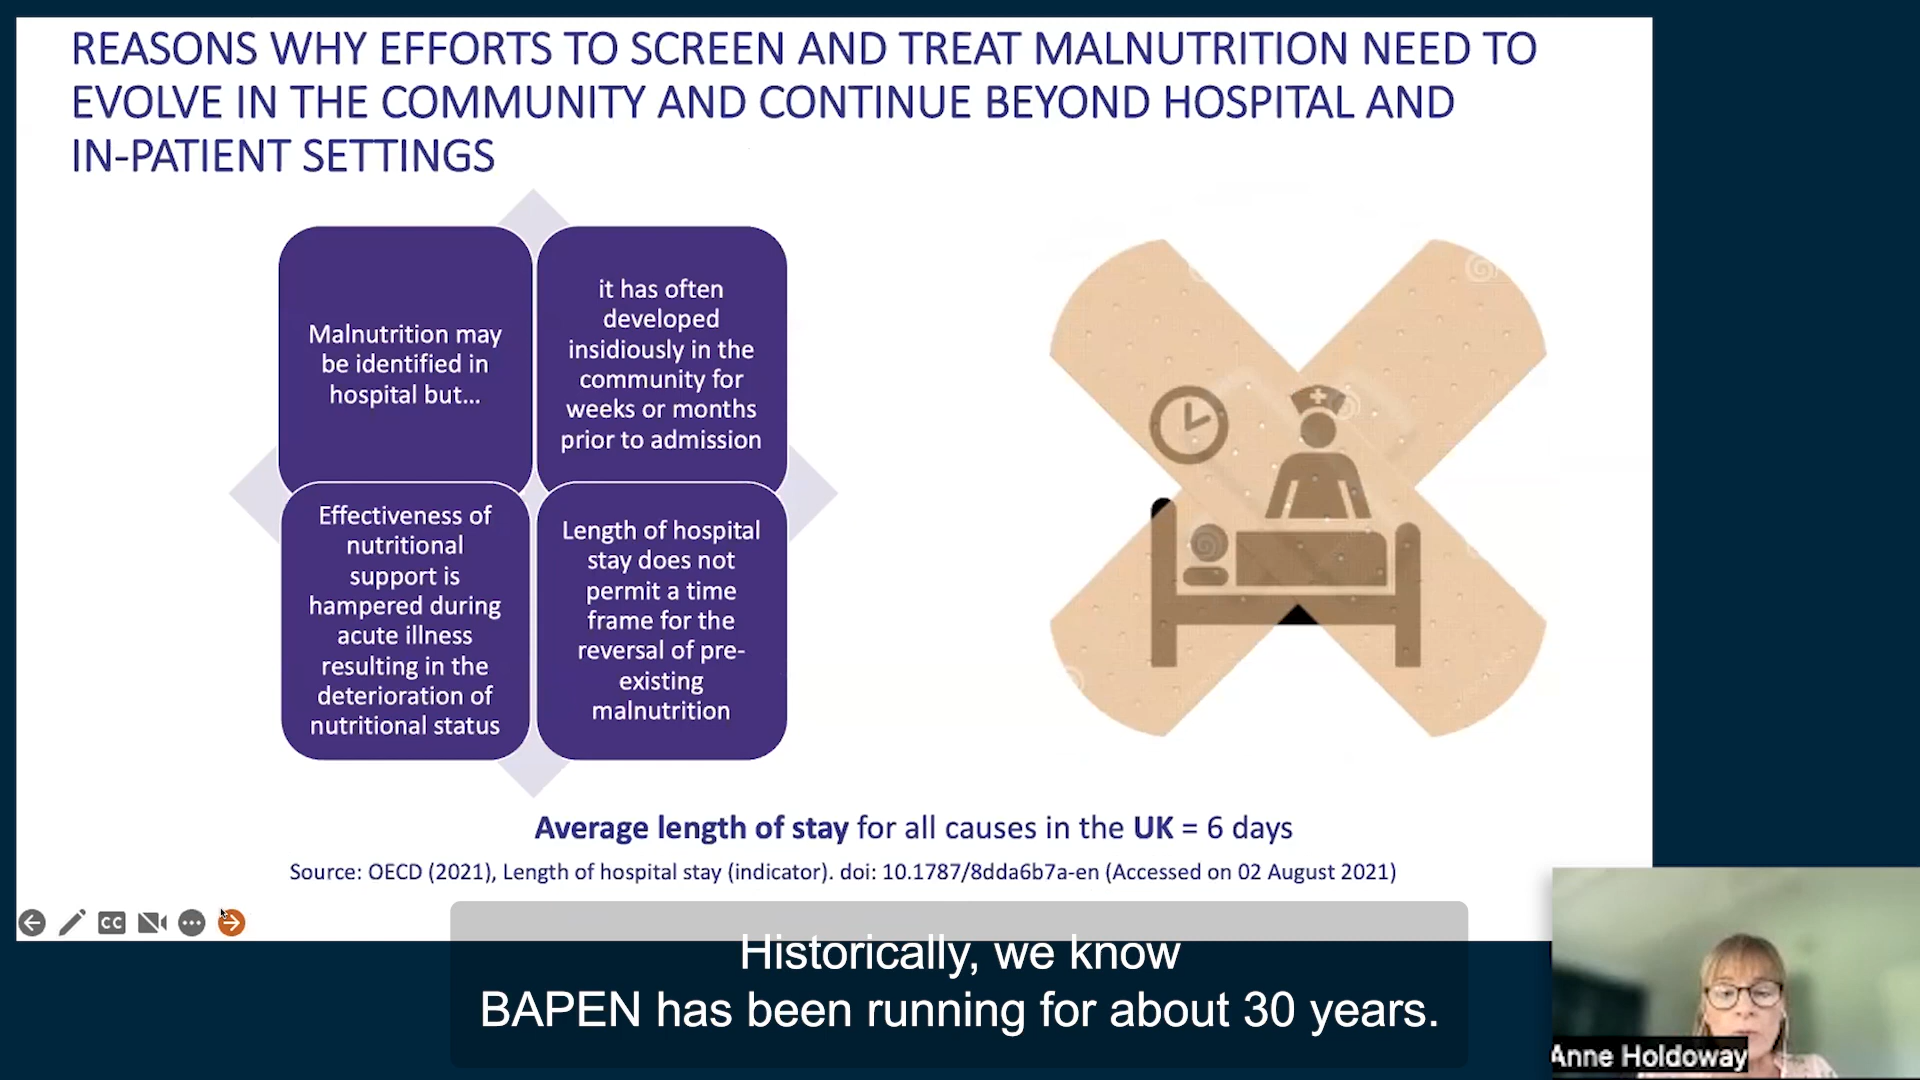 REASONS WHY EFFORTS TO SCREEN AND TREAT MALNUTRITION NEED TO
EVOLVE IN THE COMMUNITY AND CONTINUE BEYOND HOSPITAL AND
IN-PATIENT SETTINGS
Malnutrition may
be identified in
hospital but...
it has often
developed
insidiously in the
community for
weeks or months
prior to admission
Effectiveness of
nutritional
support is
hampered during
acute illness
resulting in the
deterioration of
nutritional status
Length of hospital
stay does not
permit a time
frame for the
reversal of pre-
existing
malnutrition
Average length of stay for all causes in the UK = 6 days
Source: OECD (2021), Length of hospital stay (indicator). doi: 10.1787/8dda6b7a-en (Accessed on 02 August 2021)
CC
Historically, we know
BAPEN has been running for about 30 years.
Anne Holdoway